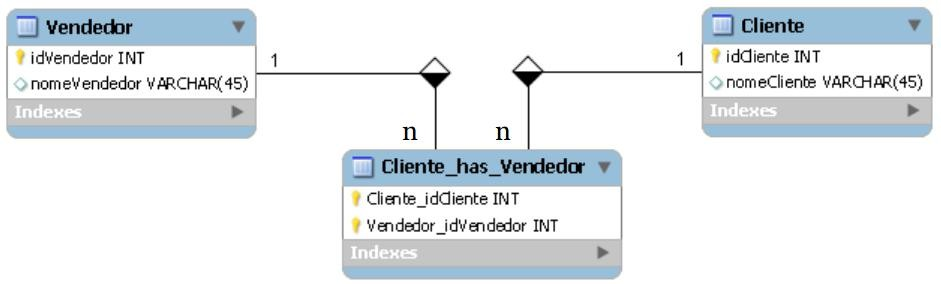 Vendedor
idVendedor INT
nomeVendedor VARCHAR(45)
Indexes
1
1
Cliente
idCliente INT
nomeCliente VARCHAR(45)
Indexes
n
n
Cliente_has_Vendedor
Cliente_idCliente INT
Vendedor_idVendedor INT
Indexes